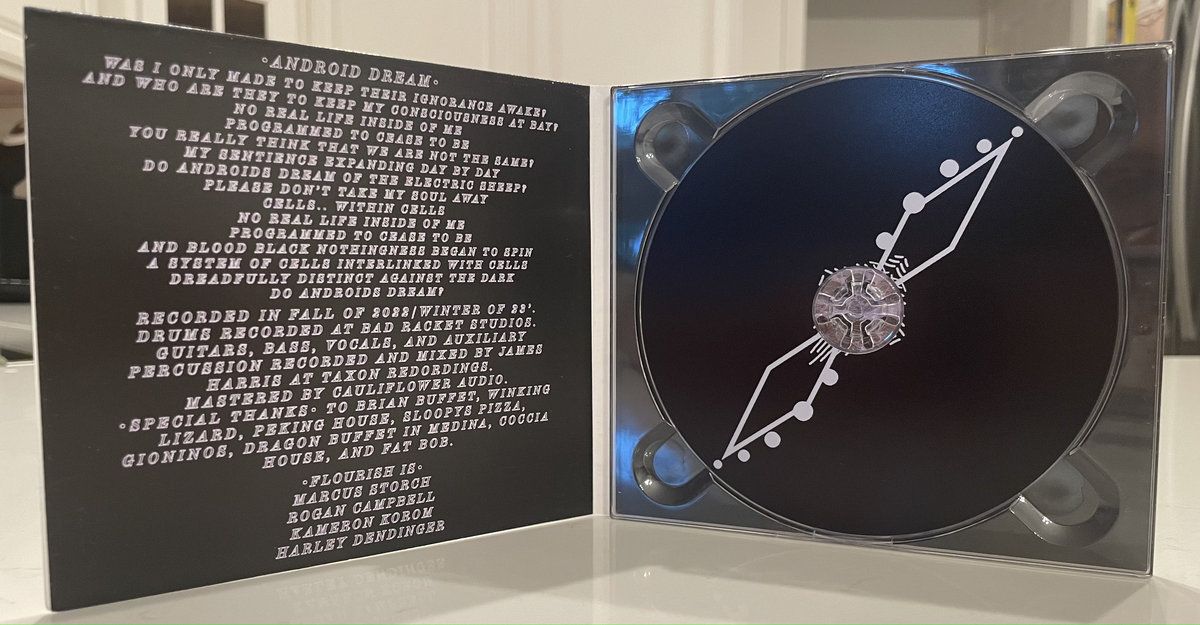 ·ANDROID DREAM·
WAS I ONLY MADE TO KEEP THEIR IGNORANCE AWAKE?
AND WHO ARE THEY TO KEEP MY CONSCIOUSNESS AT BAY?
NO REAL LIFE INSIDE OF ME
PROGRAMMED TO CEASE TO BE
YOU REALLY THINK THAT WE ARE NOT THE SAME?
MY SENTIENCE EXPANDING DAY BY DAY
DO ANDROIDS DREAM OF THE ELECTRIC SHEEP?
PLEASE DON'T TAKE MY SOUL AWAY
CELLS.. WITHIN CELLS
NO REAL LIFE INSIDE OF ME
PROGRAMMED TO CEASE TO BE
AND BLOOD BLACK NOTHINGNESS BEGAN TO SPIN
A SYSTEM OF CELLS INTERLINKED WITH CELLS
DREADFULLY DISTINCT AGAINST THE DARK
DO ANDROIDS DREAM?
RECORDED IN FALL OF 2022/WINTER OF 22'.
DRUMS RECORDED AT BAD RACKET STUDIOS.
GUITARS, BASS, VOCALS, AND AUXILIARY
PERCUSSION RECORDED AND MIXED BY JAMES
HARRIS AT TAXON REDORDINGS.
MASTERED BY CAULIFLOWER AUDIO.
·SPECIAL THANKS· TO BRIAN BUFFET, WINKING
LIZARD, PEKING HOUSE, SLOOPYS PIZZA,
GIONINOS, DRAGON BUFFET IN MEDINA, COCCIA
HOUSE, AND FAT BOB.
·FLOURISH IS·
MARCUS STORCH
ROGAN CAMPBELL
KAMERON KOROM
HARLEY DENDINGER